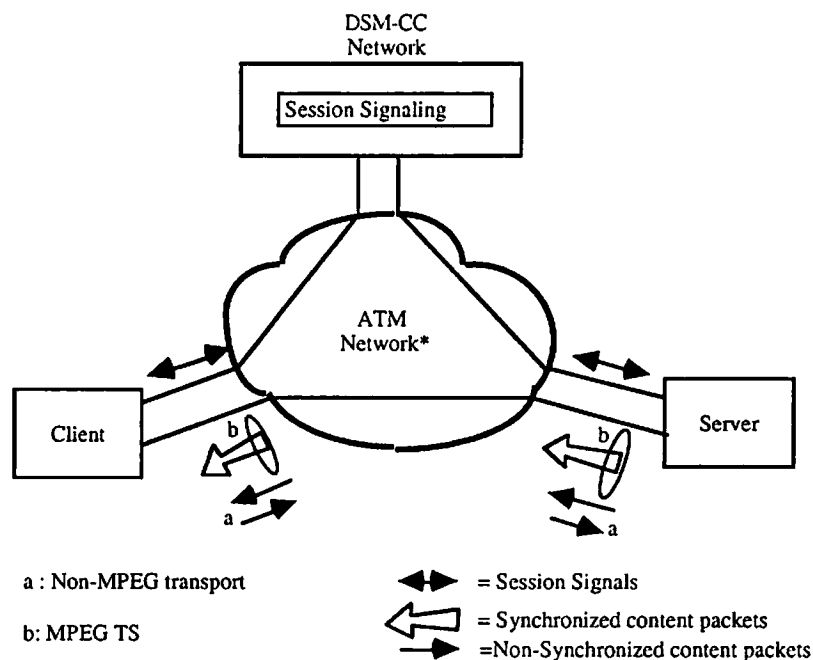 DSM-CC
Network
Session Signaling
ATM
Network*
Client
Server
b
b
a
a
a : Non-MPEG transport
= Session Signals
b: MPEG TS
= Synchronized content packets
=Non-Synchronized content packets